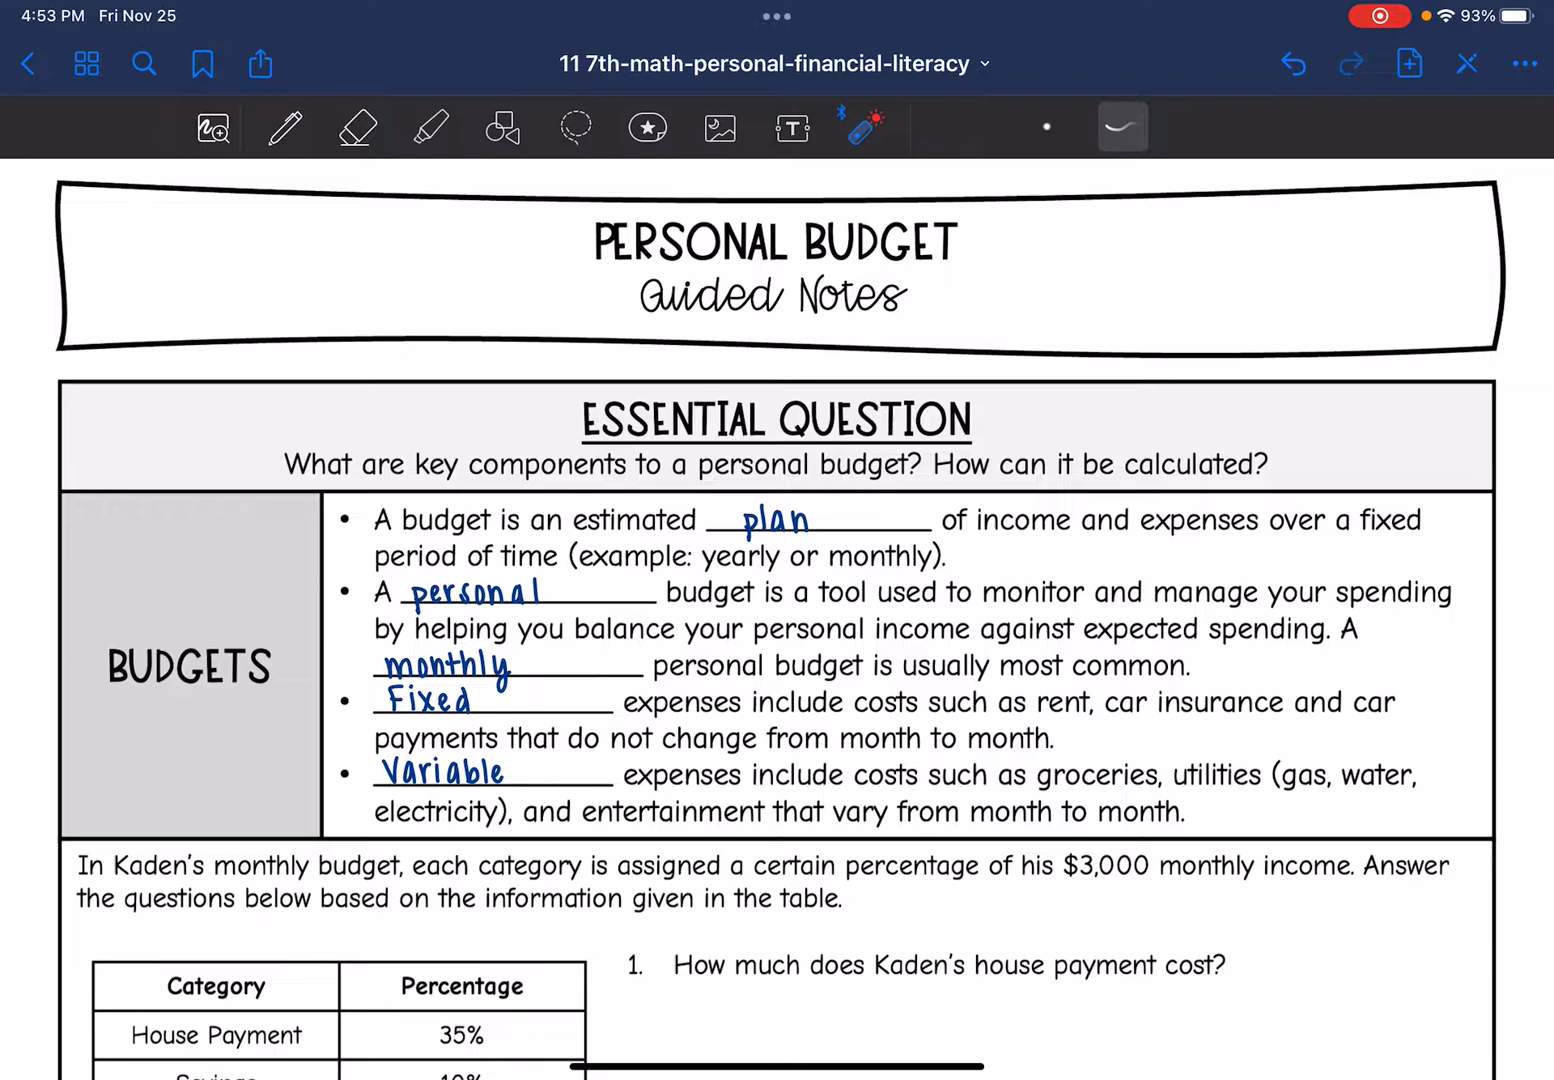 4:53 PM Fri Nov 25
93%
11 7th-math-personal-financial-literacy
T
PERSONAL BUDGET
Guided Notes
ESSENTIAL QUESTION
What are key components to a personal budget? How can it be calculated?
BUDGETS
• A budget is an estimated plan of income and expenses over a fixed
period of time (example: yearly or monthly).
• A personal budget is a tool used to monitor and manage your spending
by helping you balance your personal income against expected spending. A
monthly personal budget is usually most common.
• Fixed expenses include costs such as rent, car insurance and car
payments that do not change from month to month.
• Variable expenses include costs such as groceries, utilities (gas, water,
electricity), and entertainment that vary from month to month.
In Kaden's monthly budget, each category is assigned a certain percentage of his $3,000 monthly income. Answer
the questions below based on the information given in the table.
1. How much does Kaden's house payment cost?
Category Percentage
House Payment 35%
Savings 10%